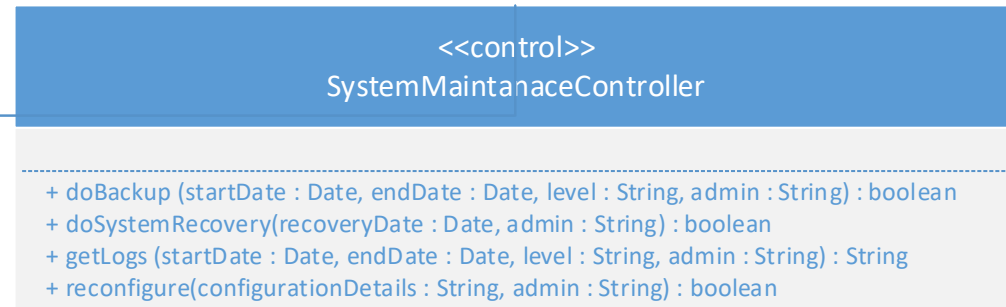 <<control>>
SystemMaintanaceController
+ doBackup (startDate : Date, endDate : Date, level : String, admin : String) : boolean
+ doSystemRecovery(recoveryDate : Date, admin : String) : boolean
+ getLogs (startDate : Date, endDate : Date, level : String, admin : String) : String
+ reconfigure(configurationDetails : String, admin : String) : boolean